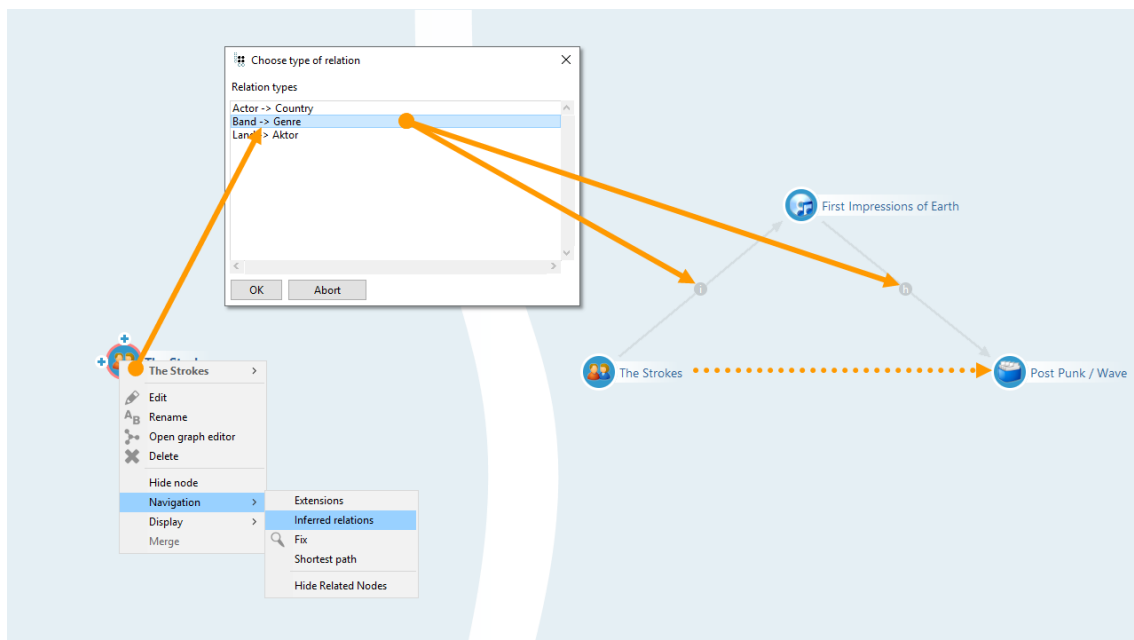 Choose type of relation
Relation types
Actor -> Country
Band -> Genre
Land > Aktor
OK
Abort
The Strokes
Edit
Rename
Open graph editor
Delete
Hide node
Navigation
Display
Merge
Extensions
Inferred relations
Fix
Shortest path
Hide Related Nodes
First Impressions of Earth
i
h
The Strokes
Post Punk / Wave